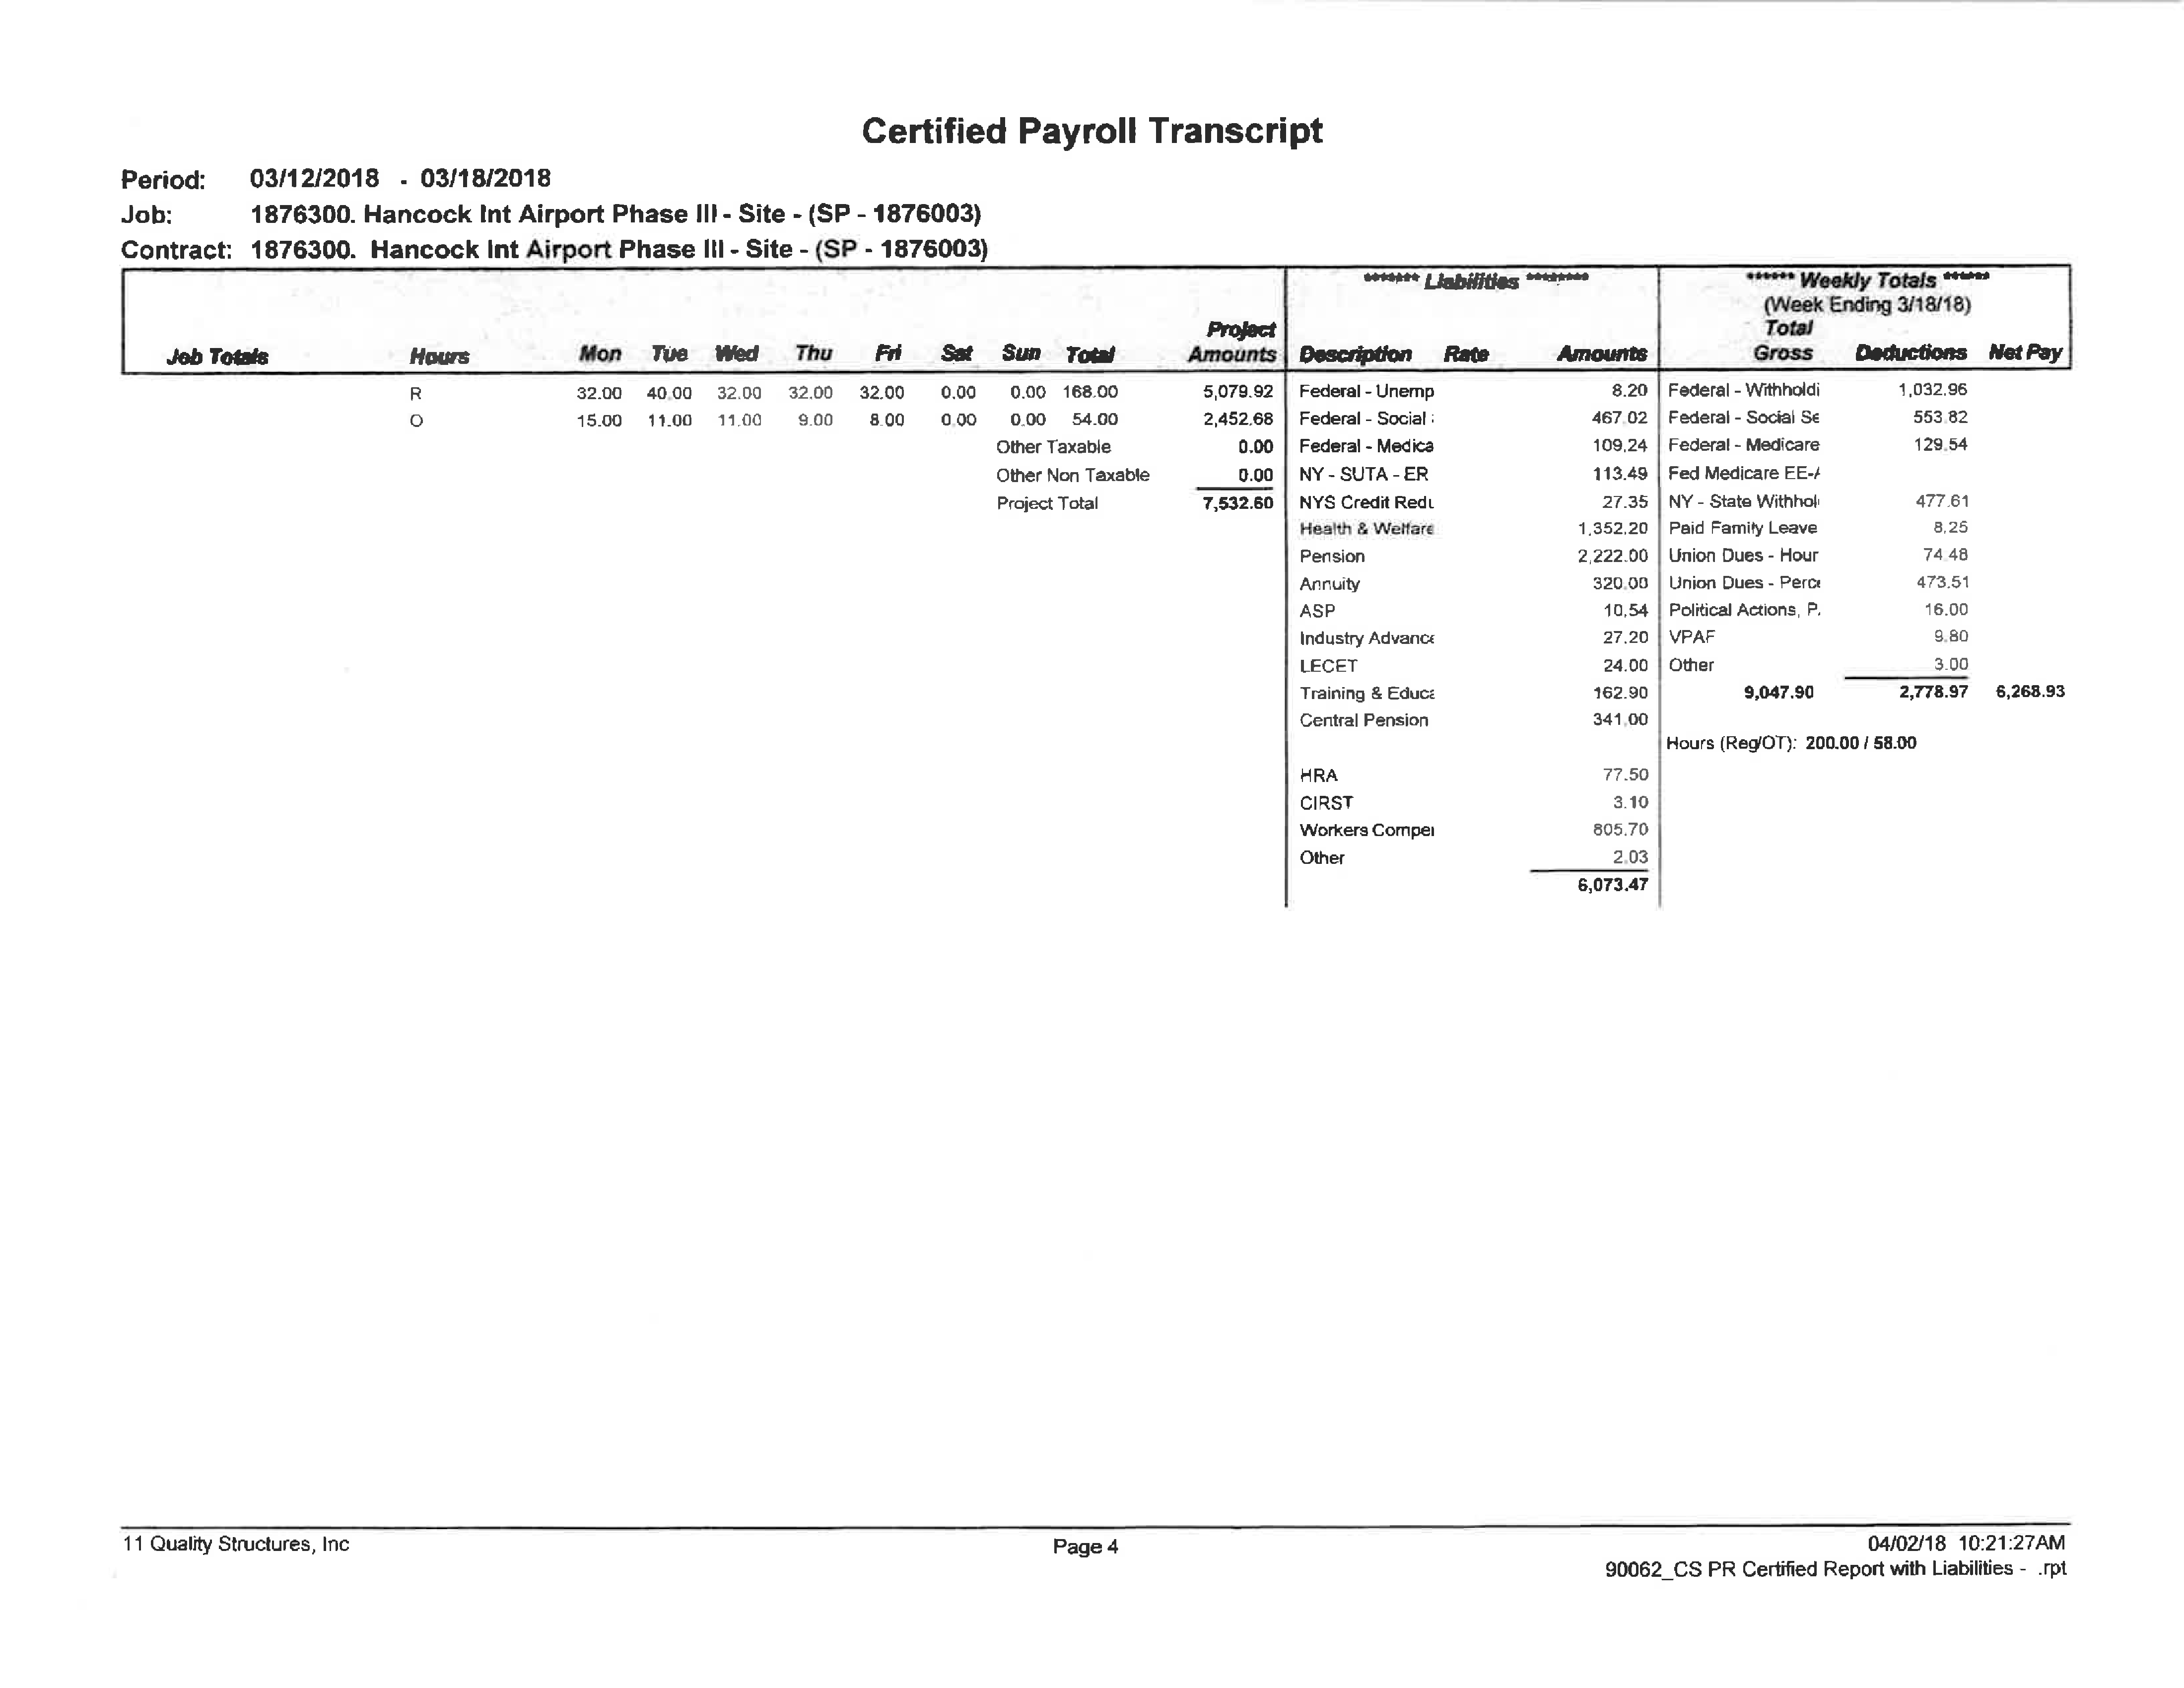 Certified Payroll Transcript
Period: 03/12/2018 - 03/18/2018
Job: 1876300. Hancock Int Airport Phase III - Site - (SP - 1876003)
Contract: 1876300. Hancock Int Airport Phase III - Site - (SP - 1876003)
******* Liabilities ******** ****** Weekly Totals ******
(Week Ending 3/18/18)
Project Total
Job Totals Hours Mon Tue Wed Thu Fri Sat Sun Total Amounts Description Rate Amounts Gross Deductions Net Pay
R 32.00 40.00 32.00 32.00 32.00 0.00 0.00 168.00 5,079.92 Federal - Unemp 8.20 Federal - Withholdi 1,032.96
O 15.00 11.00 11.00 9.00 8.00 0.00 0.00 54.00 2,452.68 Federal - Social 467.02 Federal - Social Se 553.82
Other Taxable 0.00 Federal - Medica 109.24 Federal - Medicare 129.54
Other Non Taxable 0.00 NY - SUTA - ER 113.49 Fed Medicare EE-
Project Total 7,532.60 NYS Credit Redu 27.35 NY - State Withhol 477.61
Health & Welfare 1,352.20 Paid Family Leave 8.25
Pension 2,222.00 Union Dues - Hour 74.48
Annuity 320.00 Union Dues - Perce 473.51
ASP 10.54 Political Actions, P. 16.00
Industry Advance 27.20 VPAF 9.80
LECET 24.00 Other 3.00
Training & Educa 162.90 9,047.90 2,778.97 6,268.93
Central Pension 341.00
Hours (Reg/OT): 200.00 / 58.00
HRA 77.50
CIRST 3.10
Workers Compe 805.70
Other 2.03
6,073.47
11 Quality Structures, Inc Page 4 04/02/18 10:21:27AM
90062_CS PR Certified Report with Liabilities - .rpt